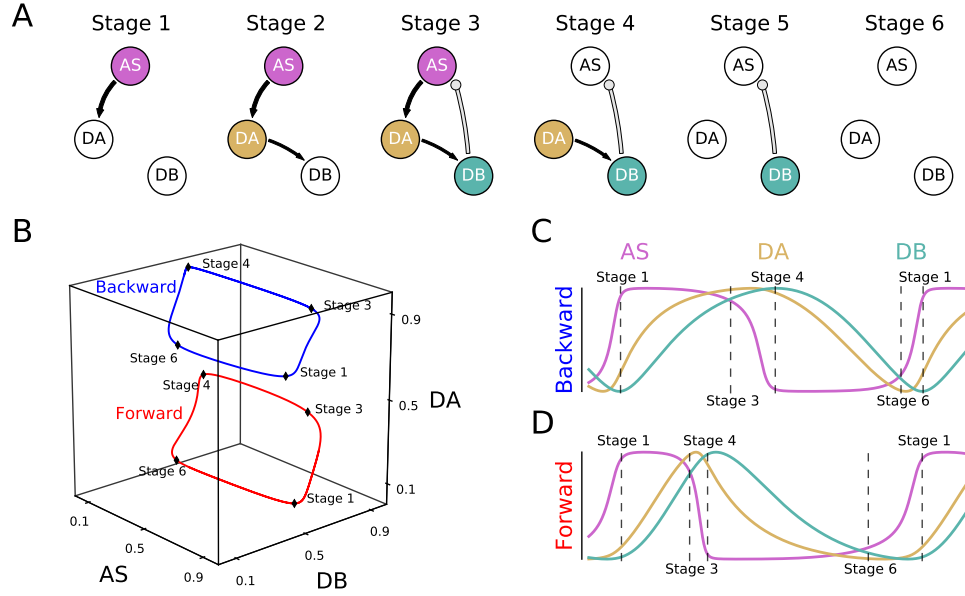 A
Stage 1 Stage 2 Stage 3 Stage 4 Stage 5 Stage 6
AS AS AS AS AS AS
DA DA DA DA DA DA
DB DB DB DB DB DB
B
Stage 4
Backward
Stage 3
0.9
Stage 6
Stage 1
Stage 4
Forward
Stage 3
0.5
DA
Stage 6
Stage 1
0.1
0.1
0.5
0.9
AS
0.1
0.5
0.9
DB
C
AS DA DB
Stage 1 Stage 4 Stage 1
Backward
Stage 3 Stage 6
D
Stage 1 Stage 4 Stage 1
Forward
Stage 3 Stage 6